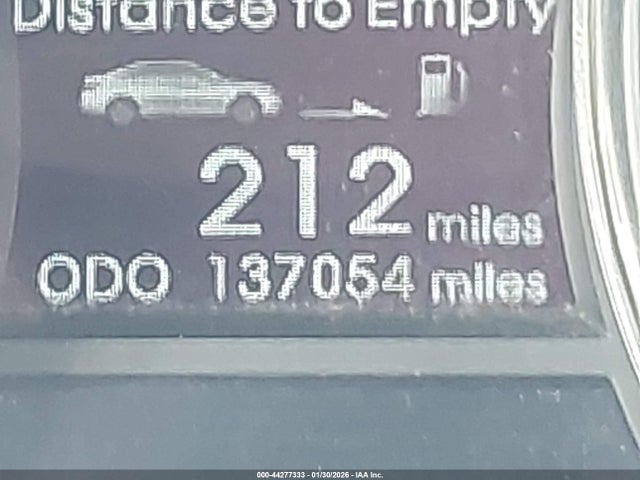 Distance to Empty
212 miles
ODO 137054 miles
000-44277333 - 01/30/2026 - IAA Inc.